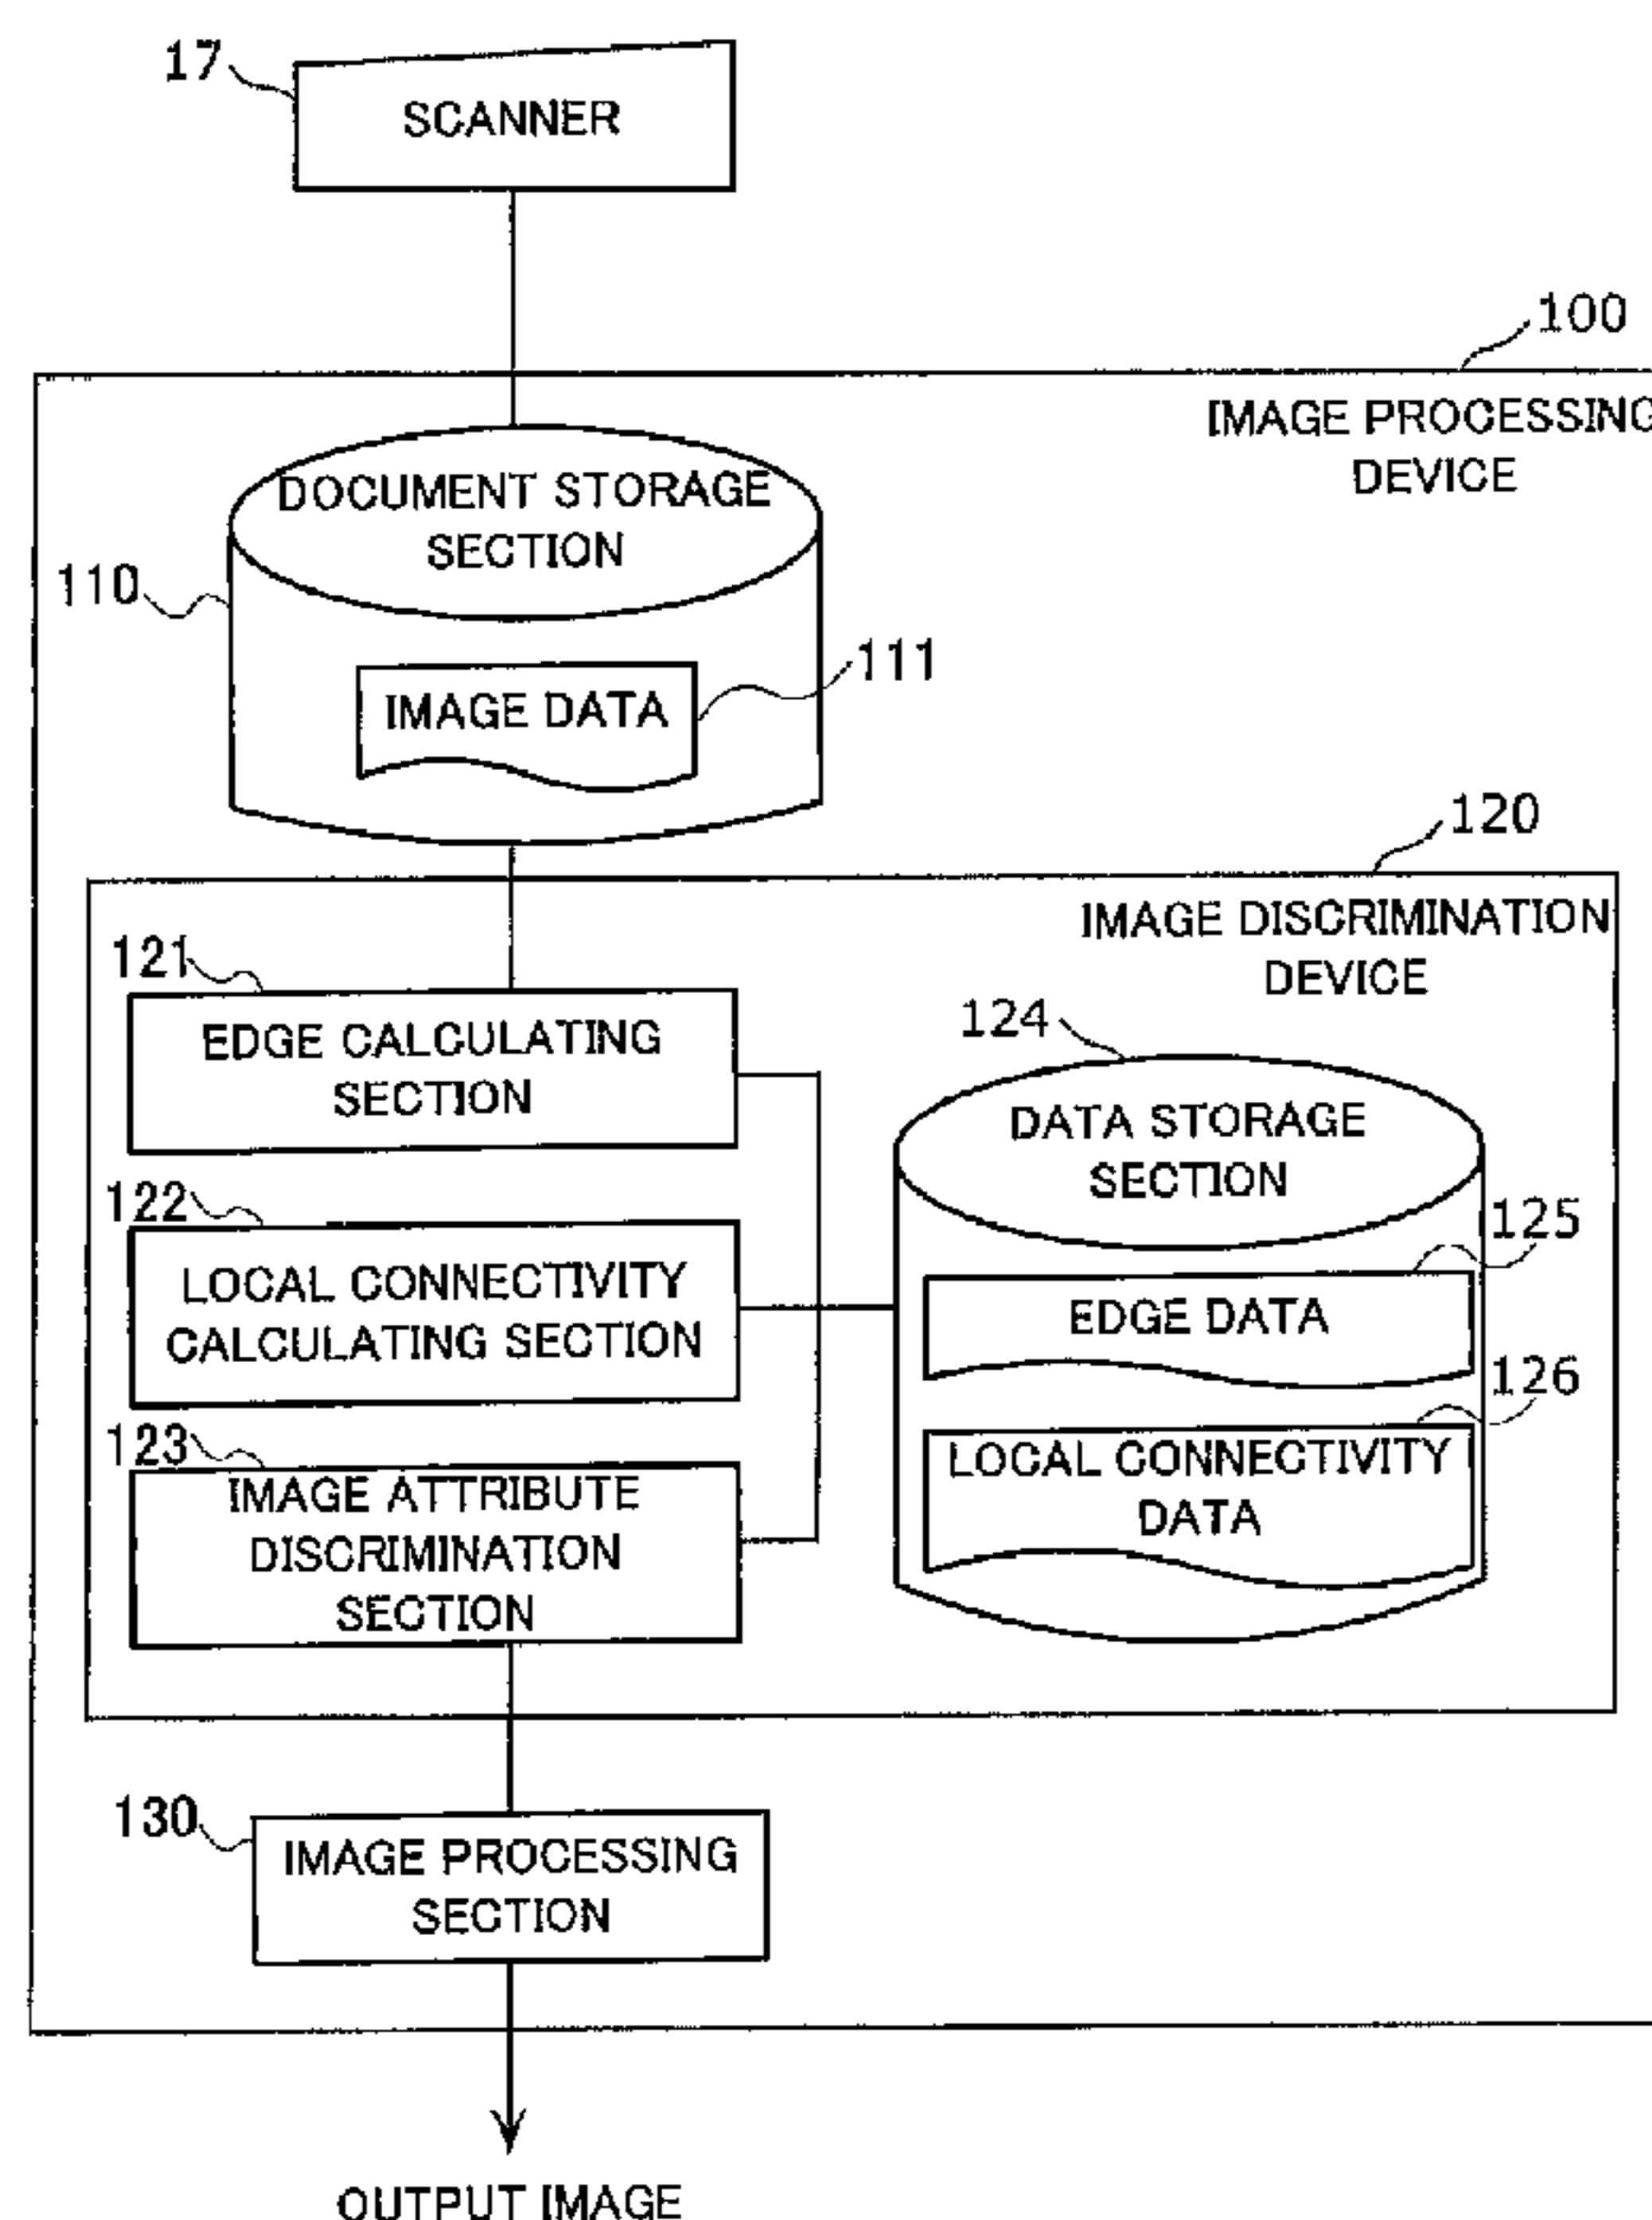 17
SCANNER
100
IMAGE PROCESSING
DEVICE
DOCUMENT STORAGE
SECTION
110
111
IMAGE DATA
120
IMAGE DISCRIMINATION
DEVICE
121
EDGE CALCULATING
SECTION
124
DATA STORAGE
SECTION
122
125
LOCAL CONNECTIVITY
CALCULATING SECTION
EDGE DATA
126
123
LOCAL CONNECTIVITY
DATA
IMAGE ATTRIBUTE
DISCRIMINATION
SECTION
130
IMAGE PROCESSING
SECTION
OUTPUT IMAGE